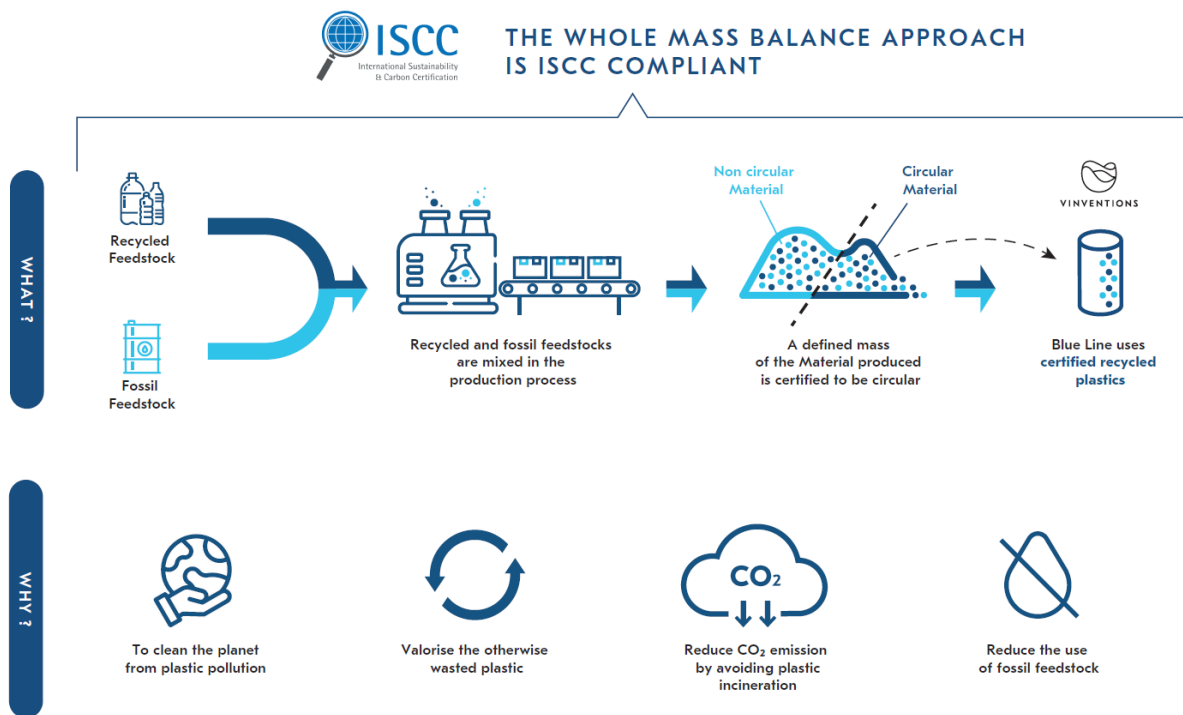 ISCC
International Sustainability
& Carbon Certification
THE WHOLE MASS BALANCE APPROACH
IS ISCC COMPLIANT
WHAT ?
Recycled
Feedstock
Fossil
Feedstock
Recycled and fossil feedstocks
are mixed in the
production process
Non circular
Material
Circular
Material
A defined mass
of the Material produced
is certified to be circular
VINVENTIONS
Blue Line uses
certified recycled
plastics
WHY ?
To clean the planet
from plastic pollution
Valorise the otherwise
wasted plastic
CO₂
Reduce CO₂ emission
by avoiding plastic
incineration
Reduce the use
of fossil feedstock